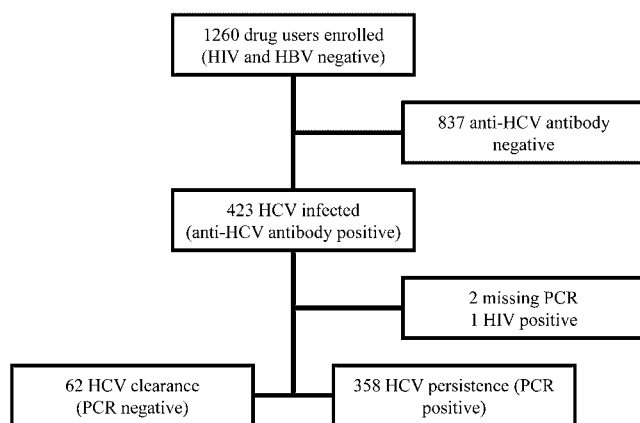 1260 drug users enrolled
(HIV and HBV negative)
837 anti-HCV antibody
negative
423 HCV infected
(anti-HCV antibody positive)
2 missing PCR
1 HIV positive
62 HCV clearance
(PCR negative)
358 HCV persistence (PCR
positive)